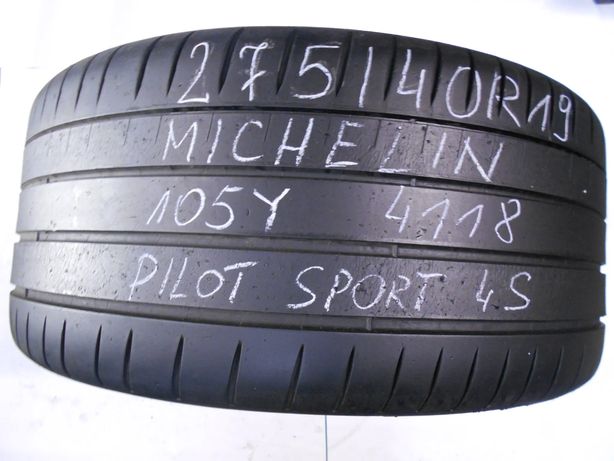 275/40R19
MICHELIN
105Y 4118
PILOT SPORT 4S